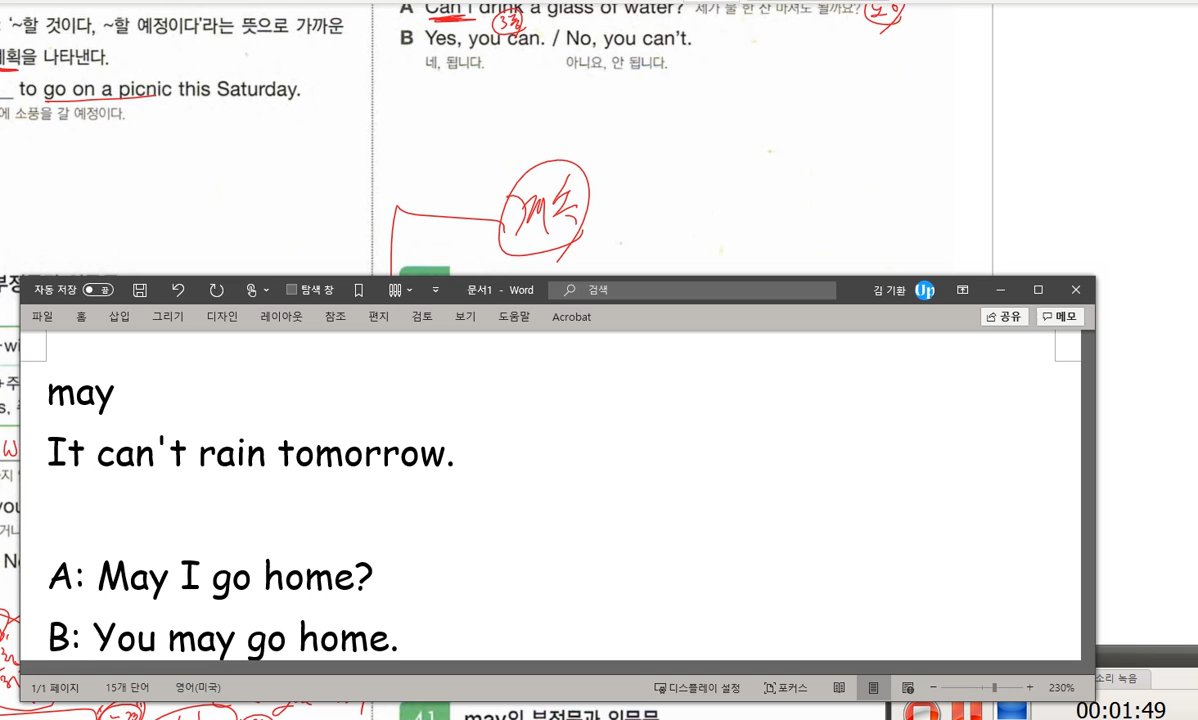 : '~할 것이다, ~할 예정이다'라는 뜻으로 가까운
계획을 나타낸다.
to go on a picnic this Saturday.
에 소풍을 갈 예정이다.
A Can I drink a glass of water? 제가 물 한 잔 마셔도 될까요?
B Yes, you can. / No, you can't.
네, 됩니다. 아니요, 안 됩니다.
자동 저장 끔 탐색 창 문서1 - Word 검색 김 기환 Up
파일 홈 삽입 그리기 디자인 레이아웃 참조 편지 검토 보기 도움말 Acrobat 공유 메모
may
It can't rain tomorrow.
A: May I go home?
B: You may go home.
1/1 페이지 15개 단어 영어(미국) 디스플레이 설정 포커스 230%
소리 녹음
00:01:49
41 may의 부정문과 의문문